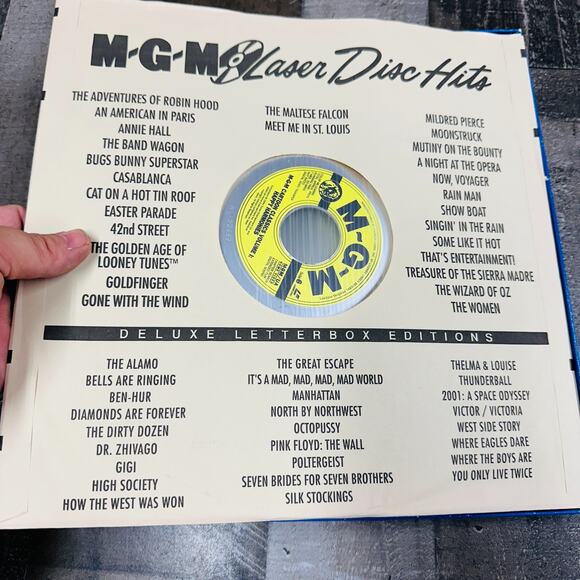 M-G-M Laser Disc Hits
THE ADVENTURES OF ROBIN HOOD
AN AMERICAN IN PARIS
ANNIE HALL
THE BAND WAGON
BUGS BUNNY SUPERSTAR
CASABLANCA
CAT ON A HOT TIN ROOF
EASTER PARADE
42nd STREET
THE GOLDEN AGE OF
LOONEY TUNES™
GOLDFINGER
GONE WITH THE WIND
THE MALTESE FALCON
MEET ME IN ST. LOUIS
M-G-M
M-G-M CARTOON CLASSICS VOLUME I:
HAPPY HARMONIES
MILDRED PIERCE
MOONSTRUCK
MUTINY ON THE BOUNTY
A NIGHT AT THE OPERA
NOW, VOYAGER
RAIN MAN
SHOW BOAT
SINGIN' IN THE RAIN
SOME LIKE IT HOT
THAT'S ENTERTAINMENT!
TREASURE OF THE SIERRA MADRE
THE WIZARD OF OZ
THE WOMEN
DELUXE LETTERBOX EDITIONS
THE ALAMO
BELLS ARE RINGING
BEN-HUR
DIAMONDS ARE FOREVER
THE DIRTY DOZEN
DR. ZHIVAGO
GIGI
HIGH SOCIETY
HOW THE WEST WAS WON
THE GREAT ESCAPE
IT'S A MAD, MAD, MAD, MAD WORLD
MANHATTAN
NORTH BY NORTHWEST
OCTOPUSSY
PINK FLOYD: THE WALL
POLTERGEIST
SEVEN BRIDES FOR SEVEN BROTHERS
SILK STOCKINGS
THELMA & LOUISE
THUNDERBALL
2001: A SPACE ODYSSEY
VICTOR / VICTORIA
WEST SIDE STORY
WHERE EAGLES DARE
WHERE THE BOYS ARE
YOU ONLY LIVE TWICE